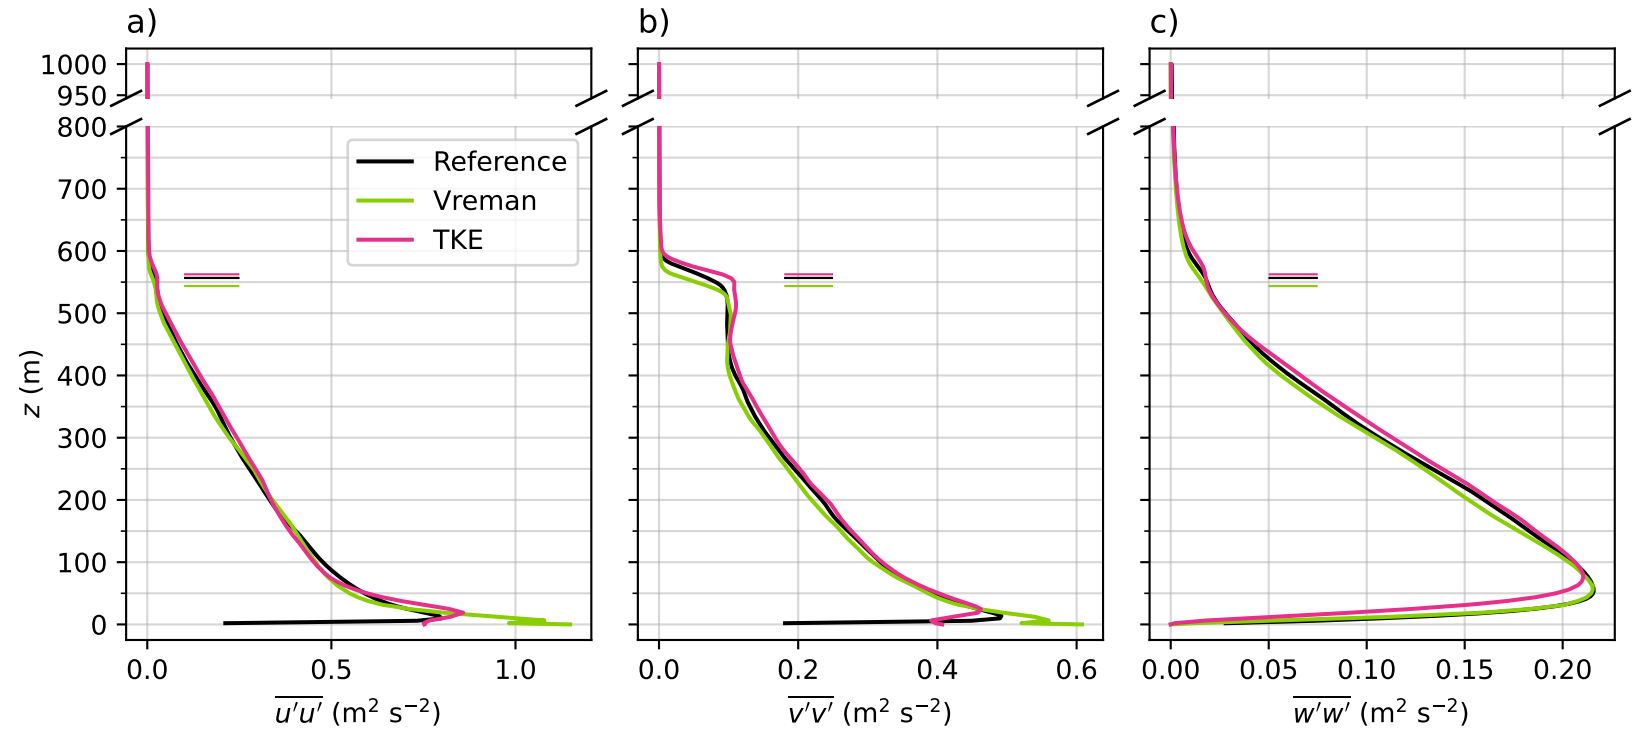 a)
b)
c)
1000
950
800
700
600
500
400
300
200
100
0
z (m)
Reference
Vreman
TKE
0.0 0.5 1.0
0.0 0.2 0.4 0.6
0.00 0.05 0.10 0.15 0.20
u′u′ (m² s⁻²)
v′v′ (m² s⁻²)
w′w′ (m² s⁻²)